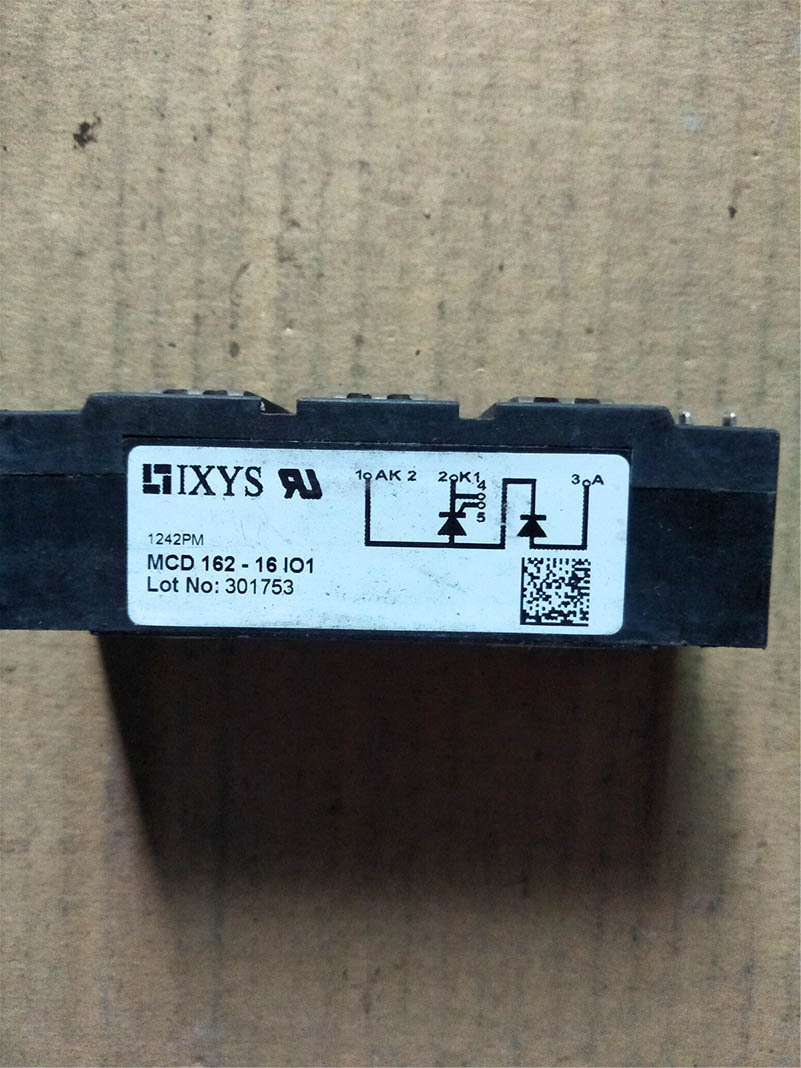 IXYS
1 AK 2 2 K1 3 A
4
5
1242PM
MCD 162 - 16 IO1
Lot No: 301753